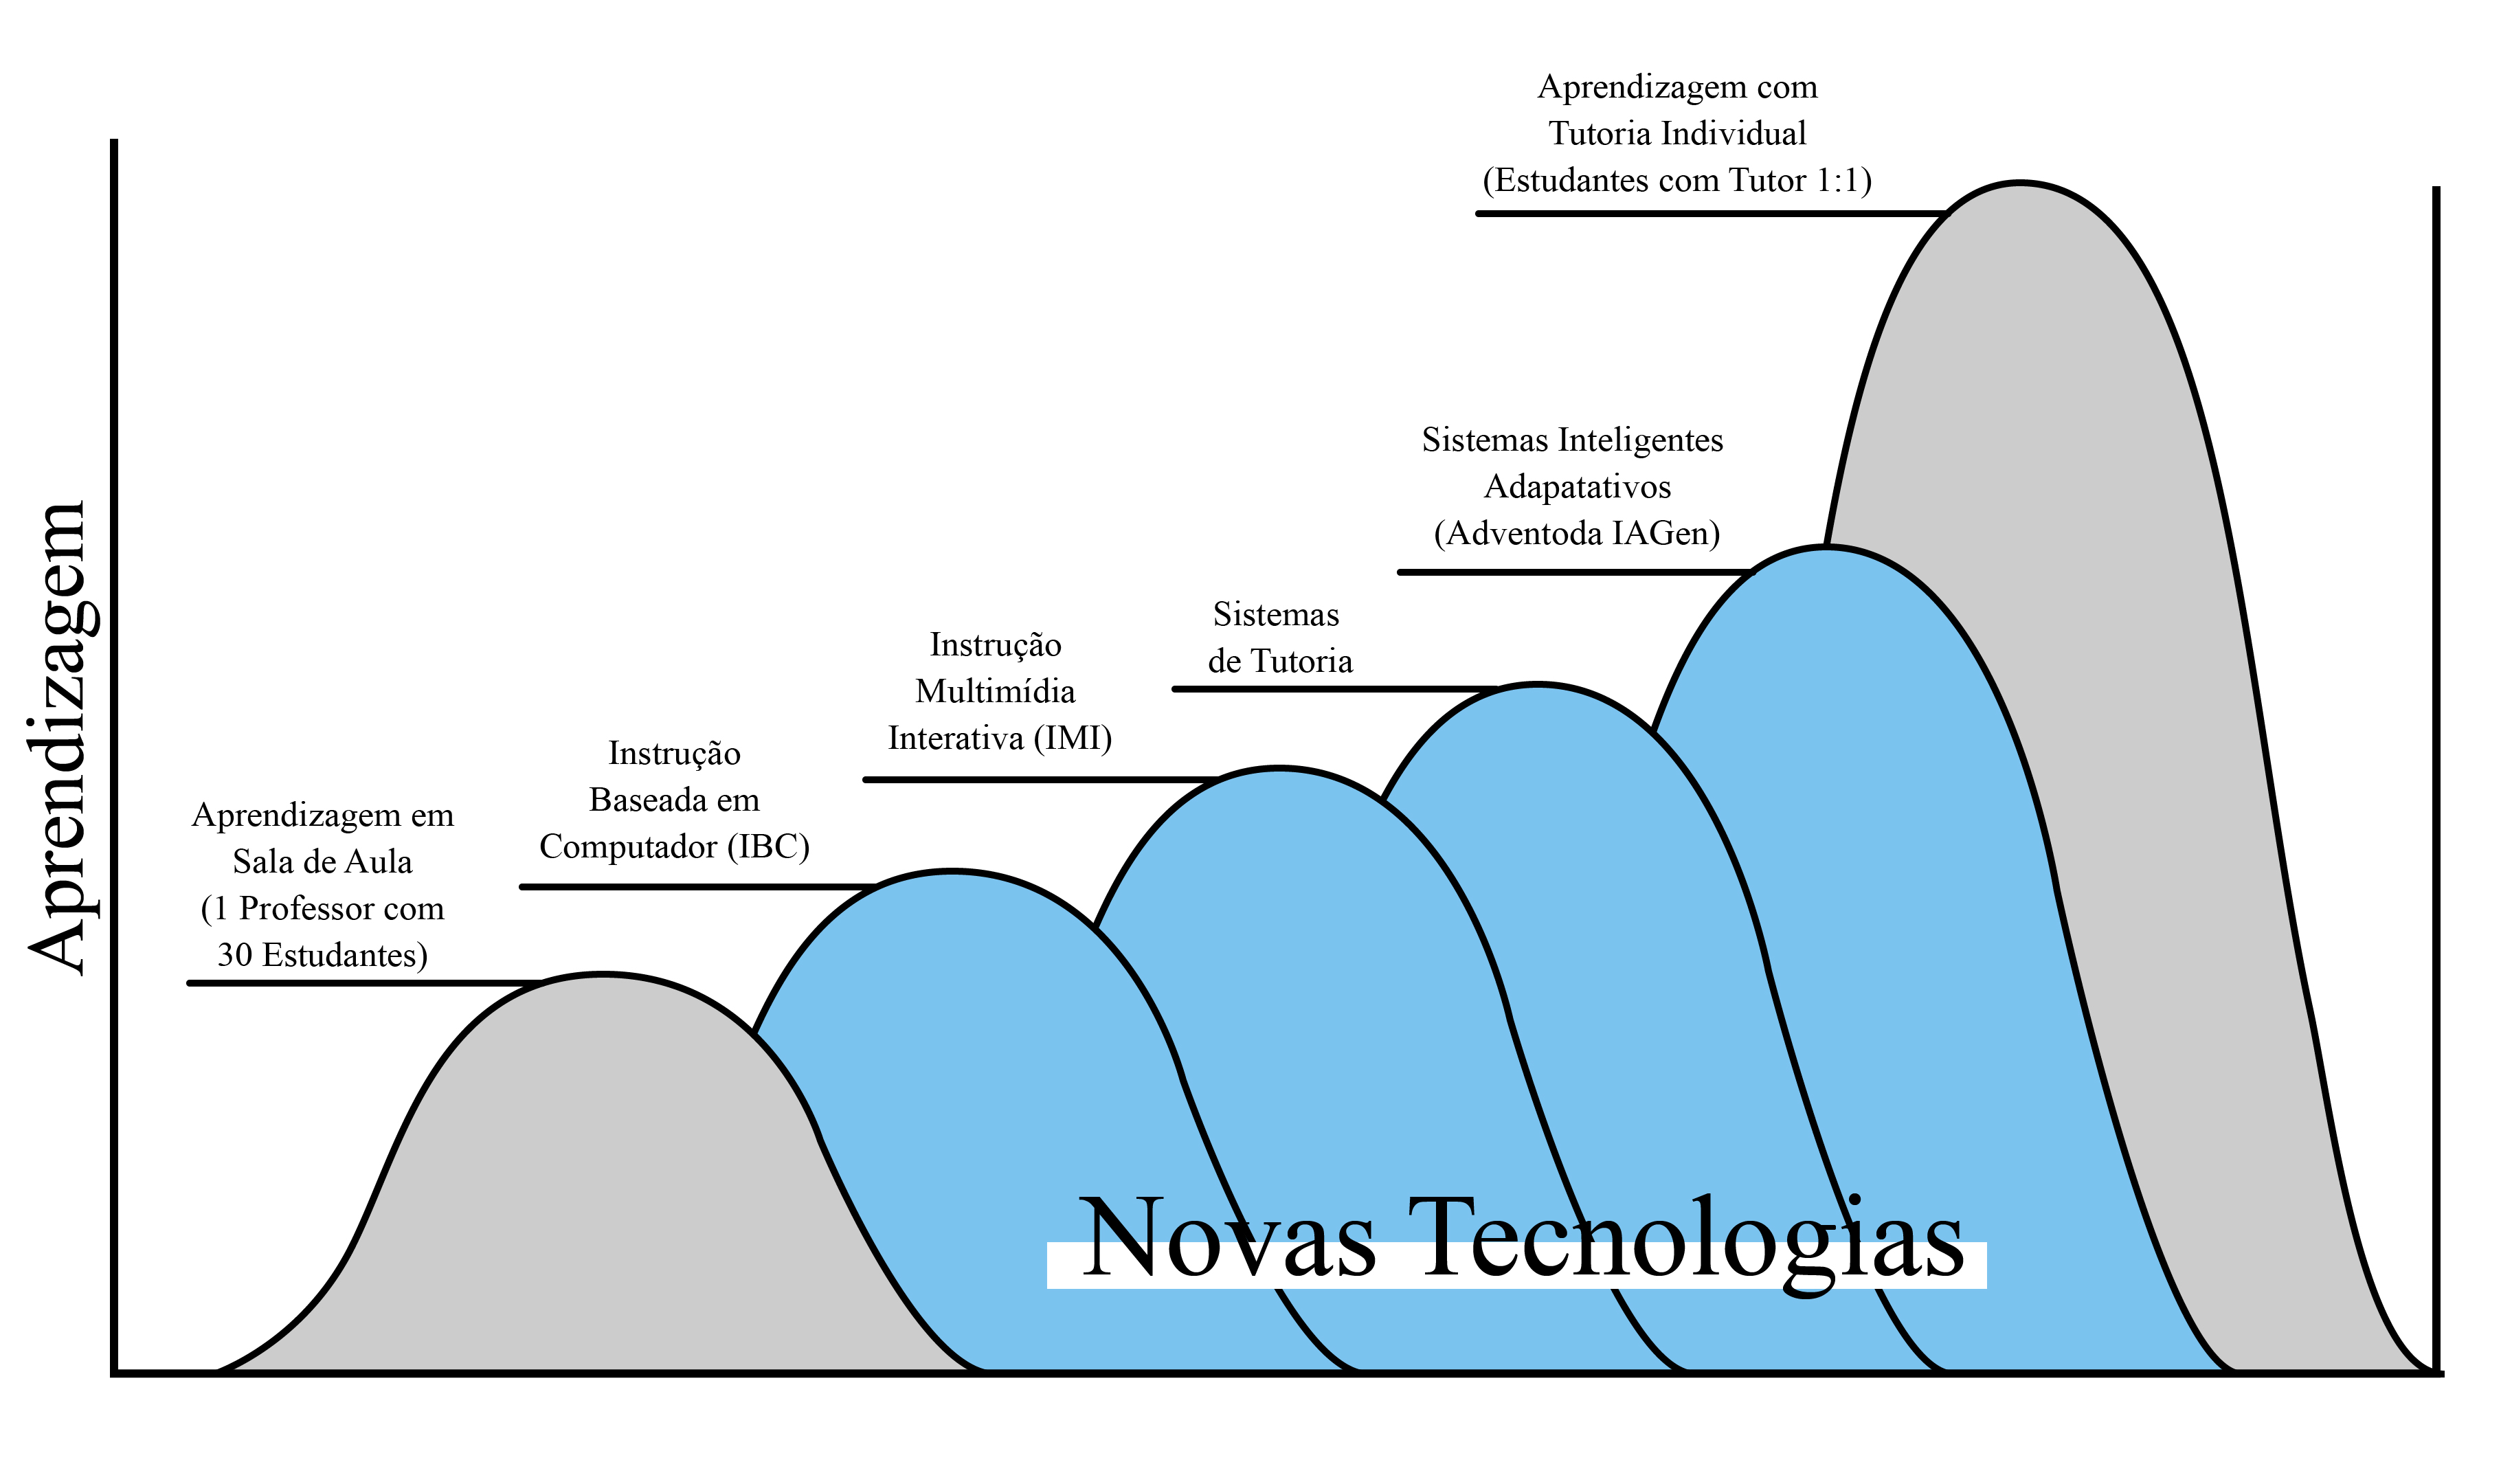 Aprendizagem com
Tutoria Individual
(Estudantes com Tutor 1:1)
Sistemas Inteligentes
Adapatativos
(Adventoda IAGen)
Sistemas
de Tutoria
Instrução
Multimídia
Interativa (IMI)
Instrução
Baseada em
Computador (IBC)
Aprendizagem em
Sala de Aula
(1 Professor com
30 Estudantes)
Aprendizagem
Novas Tecnologias